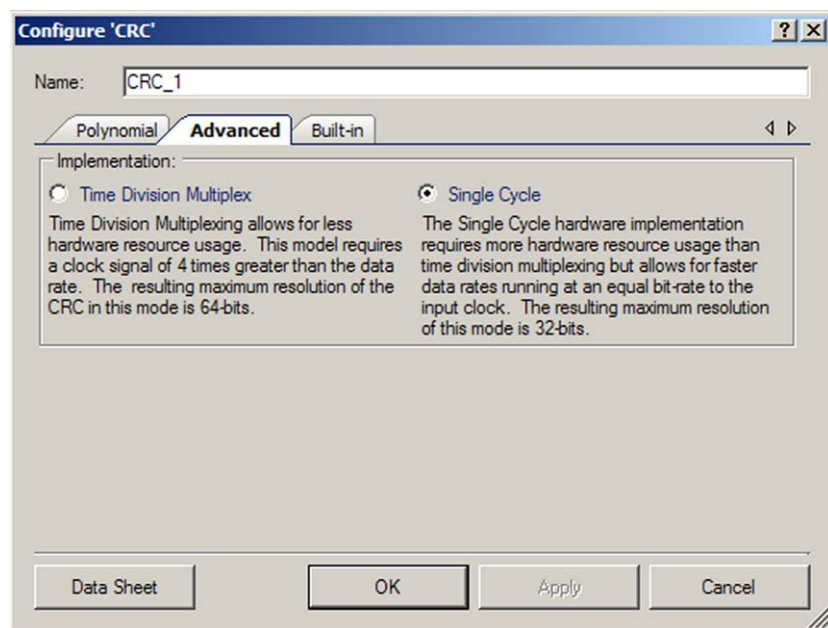 Configure 'CRC'
Name: CRC_1
Polynomial Advanced Built-in
Implementation:
Time Division Multiplex
Time Division Multiplexing allows for less
hardware resource usage. This model requires
a clock signal of 4 times greater than the data
rate. The resulting maximum resolution of the
CRC in this mode is 64-bits.
Single Cycle
The Single Cycle hardware implementation
requires more hardware resource usage than
time division multiplexing but allows for faster
data rates running at an equal bit-rate to the
input clock. The resulting maximum resolution
of this mode is 32-bits.
Data Sheet OK Apply Cancel